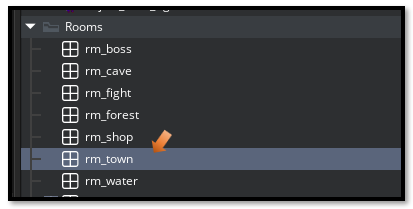 Rooms
rm_boss
rm_cave
rm_fight
rm_forest
rm_shop
rm_town
rm_water